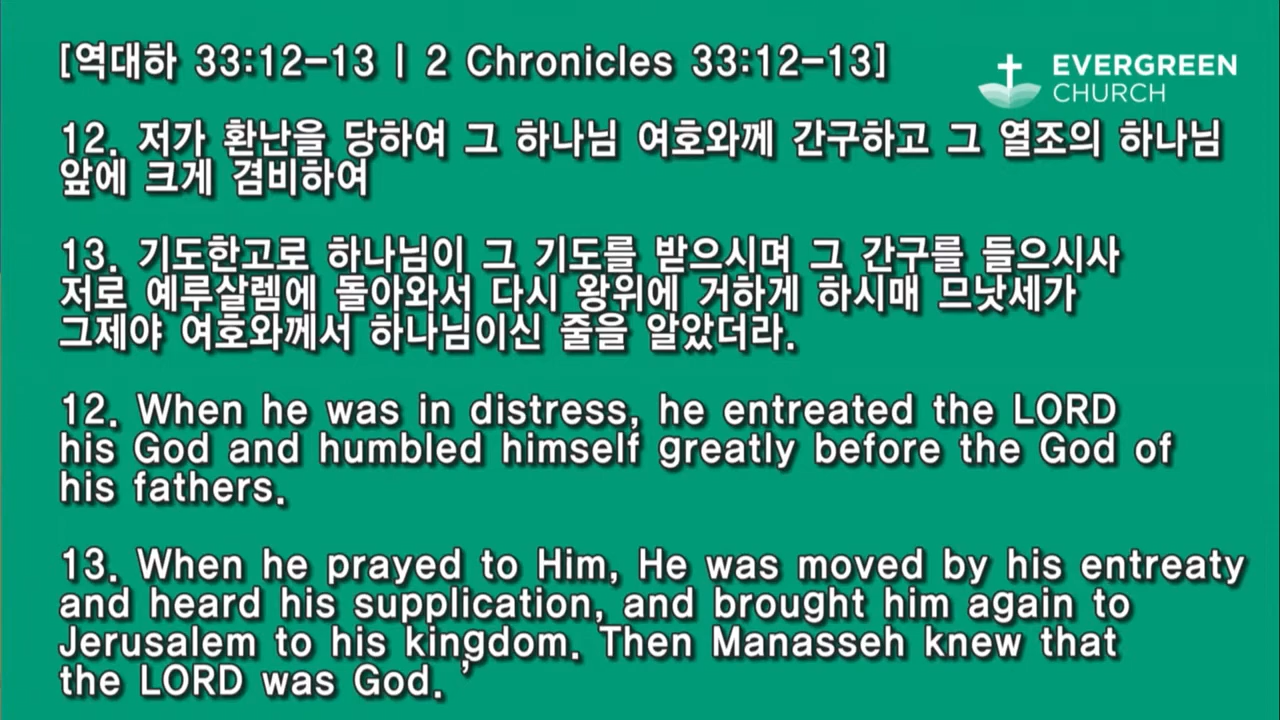 [역대하 33:12-13 | 2 Chronicles 33:12-13]
EVERGREEN
CHURCH
12. 저가 환난을 당하여 그 하나님 여호와께 간구하고 그 열조의 하나님
앞에 크게 겸비하여
13. 기도한고로 하나님이 그 기도를 받으시며 그 간구를 들으시사
저로 예루살렘에 돌아와서 다시 왕위에 거하게 하시매 므낫세가
그제야 여호와께서 하나님이신 줄을 알았더라.
12. When he was in distress, he entreated the LORD
his God and humbled himself greatly before the God of
his fathers.
13. When he prayed to Him, He was moved by his entreaty
and heard his supplication, and brought him again to
Jerusalem to his kingdom. Then Manasseh knew that
the LORD was God. ’